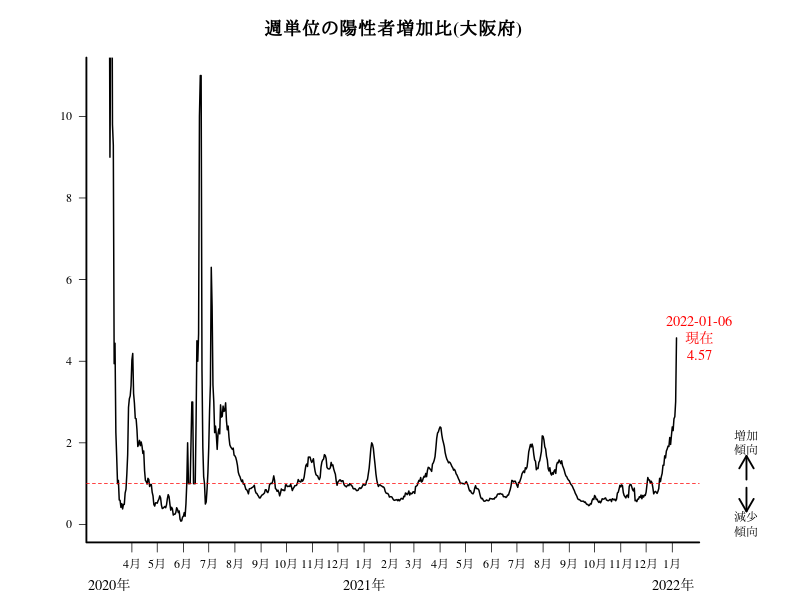 週単位の陽性者増加比(大阪府)
10
8
6
4
2
0
2022-01-06
現在
4.57
増加
傾向
減少
傾向
4月 5月 6月 7月 8月 9月 10月 11月 12月 1月 2月 3月 4月 5月 6月 7月 8月 9月 10月 11月 12月 1月
2020年 2021年 2022年